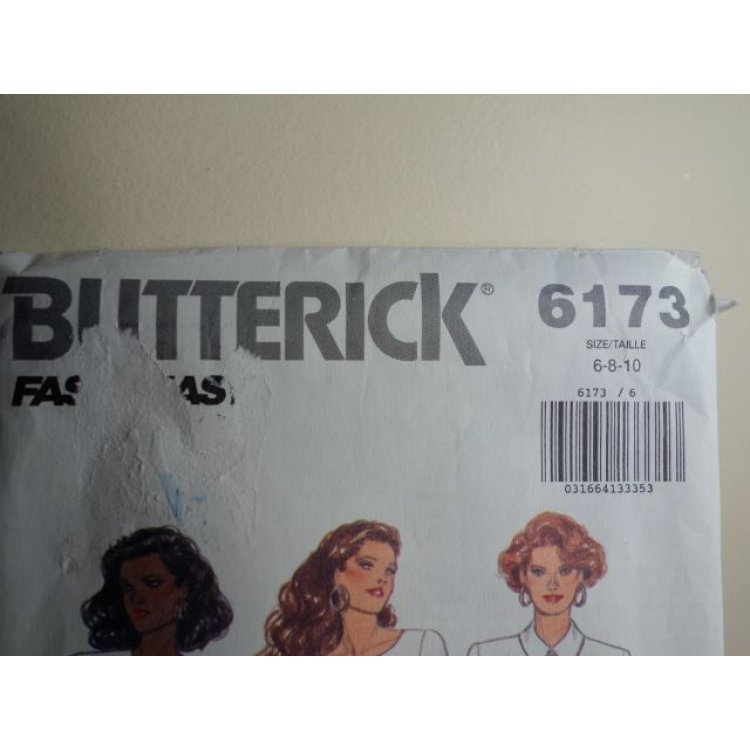 BUTTERICK® 6173
SIZE/TAILLE
6-8-10
6173 / 6
031664133353